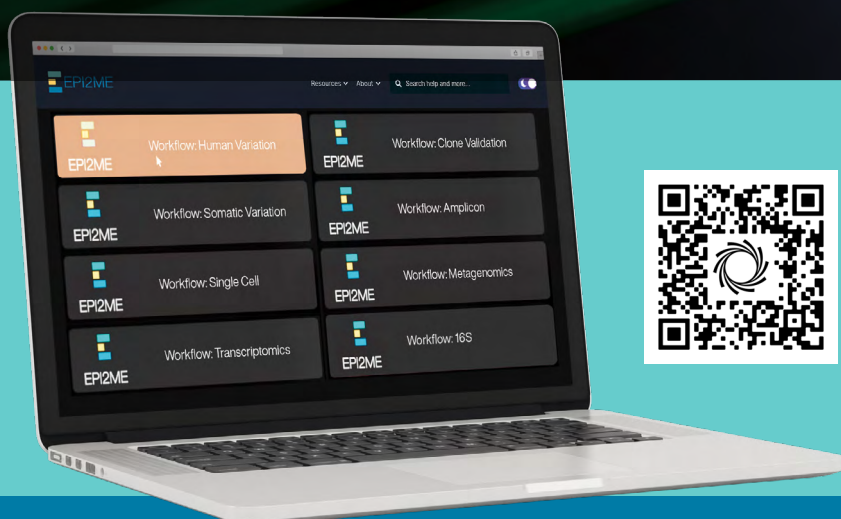 EPI2ME
Resources About Search help and more...
EPI2ME
Workflow: Human Variation
EPI2ME
Workflow: Clone Validation
EPI2ME
Workflow: Somatic Variation
EPI2ME
Workflow: Amplicon
EPI2ME
Workflow: Single Cell
EPI2ME
Workflow: Metagenomics
EPI2ME
Workflow: Transcriptomics
EPI2ME
Workflow: 16S